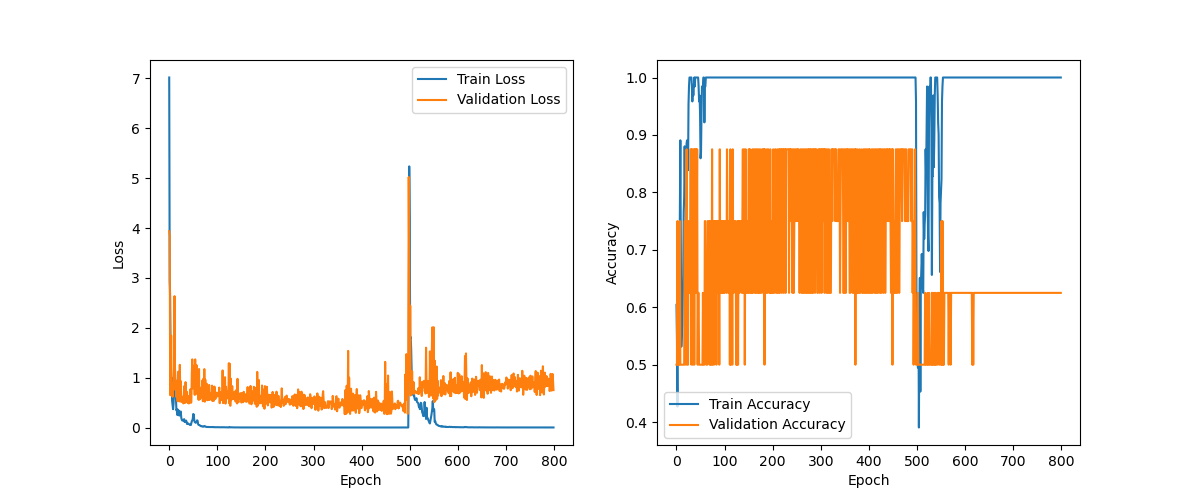 7
6
5
4
3
2
1
0
Loss
Train Loss
Validation Loss
0 100 200 300 400 500 600 700 800
Epoch
1.0
0.9
0.8
0.7
0.6
0.5
0.4
Accuracy
Train Accuracy
Validation Accuracy
0 100 200 300 400 500 600 700 800
Epoch